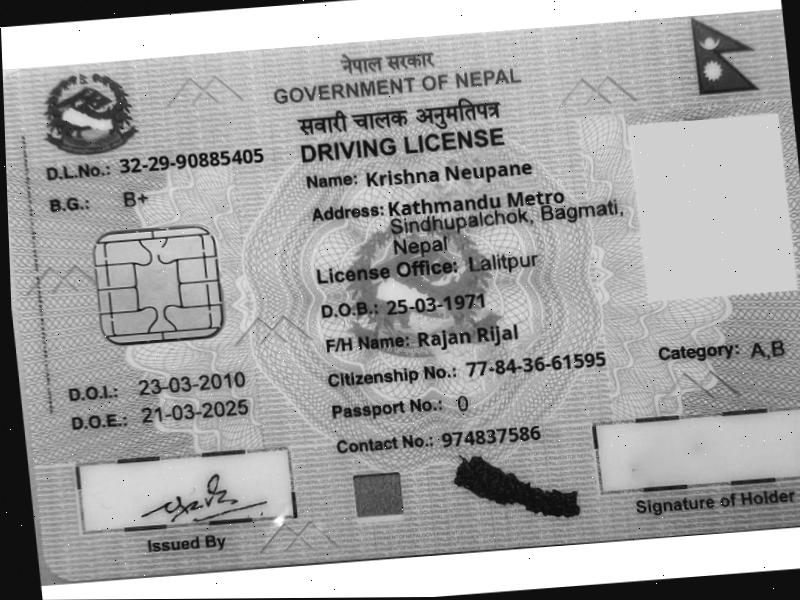 नेपाल सरकार
GOVERNMENT OF NEPAL
सवारी चालक अनुमतिपत्र
DRIVING LICENSE
D.L.No.: 32-29-90885405
B.G.: B+
Name: Krishna Neupane
Address: Kathmandu Metro
Sindhupalchok, Bagmati,
Nepal
License Office: Lalitpur
D.O.B.: 25-03-1971
F/H Name: Rajan Rijal
Citizenship No.: 77-84-36-61595
Category: A,B
D.O.I.: 23-03-2010
D.O.E.: 21-03-2025
Passport No.: 0
Contact No.: 974837586
Issued By
Signature of Holder